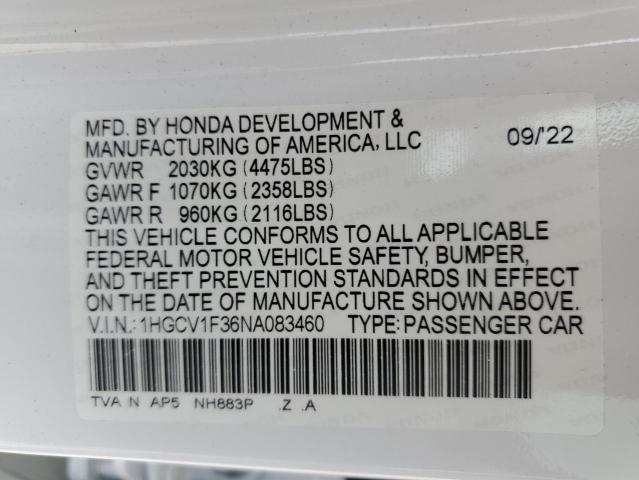 MFD. BY HONDA DEVELOPMENT &
MANUFACTURING OF AMERICA, LLC 09/'22
GVWR 2030KG (4475LBS)
GAWR F 1070KG (2358LBS)
GAWR R 960KG (2116LBS)
THIS VEHICLE CONFORMS TO ALL APPLICABLE
FEDERAL MOTOR VEHICLE SAFETY, BUMPER,
AND THEFT PREVENTION STANDARDS IN EFFECT
ON THE DATE OF MANUFACTURE SHOWN ABOVE.
V.I.N.: 1HGCV1F36NA083460 TYPE: PASSENGER CAR
TVA N AP5 NH883P .Z .A